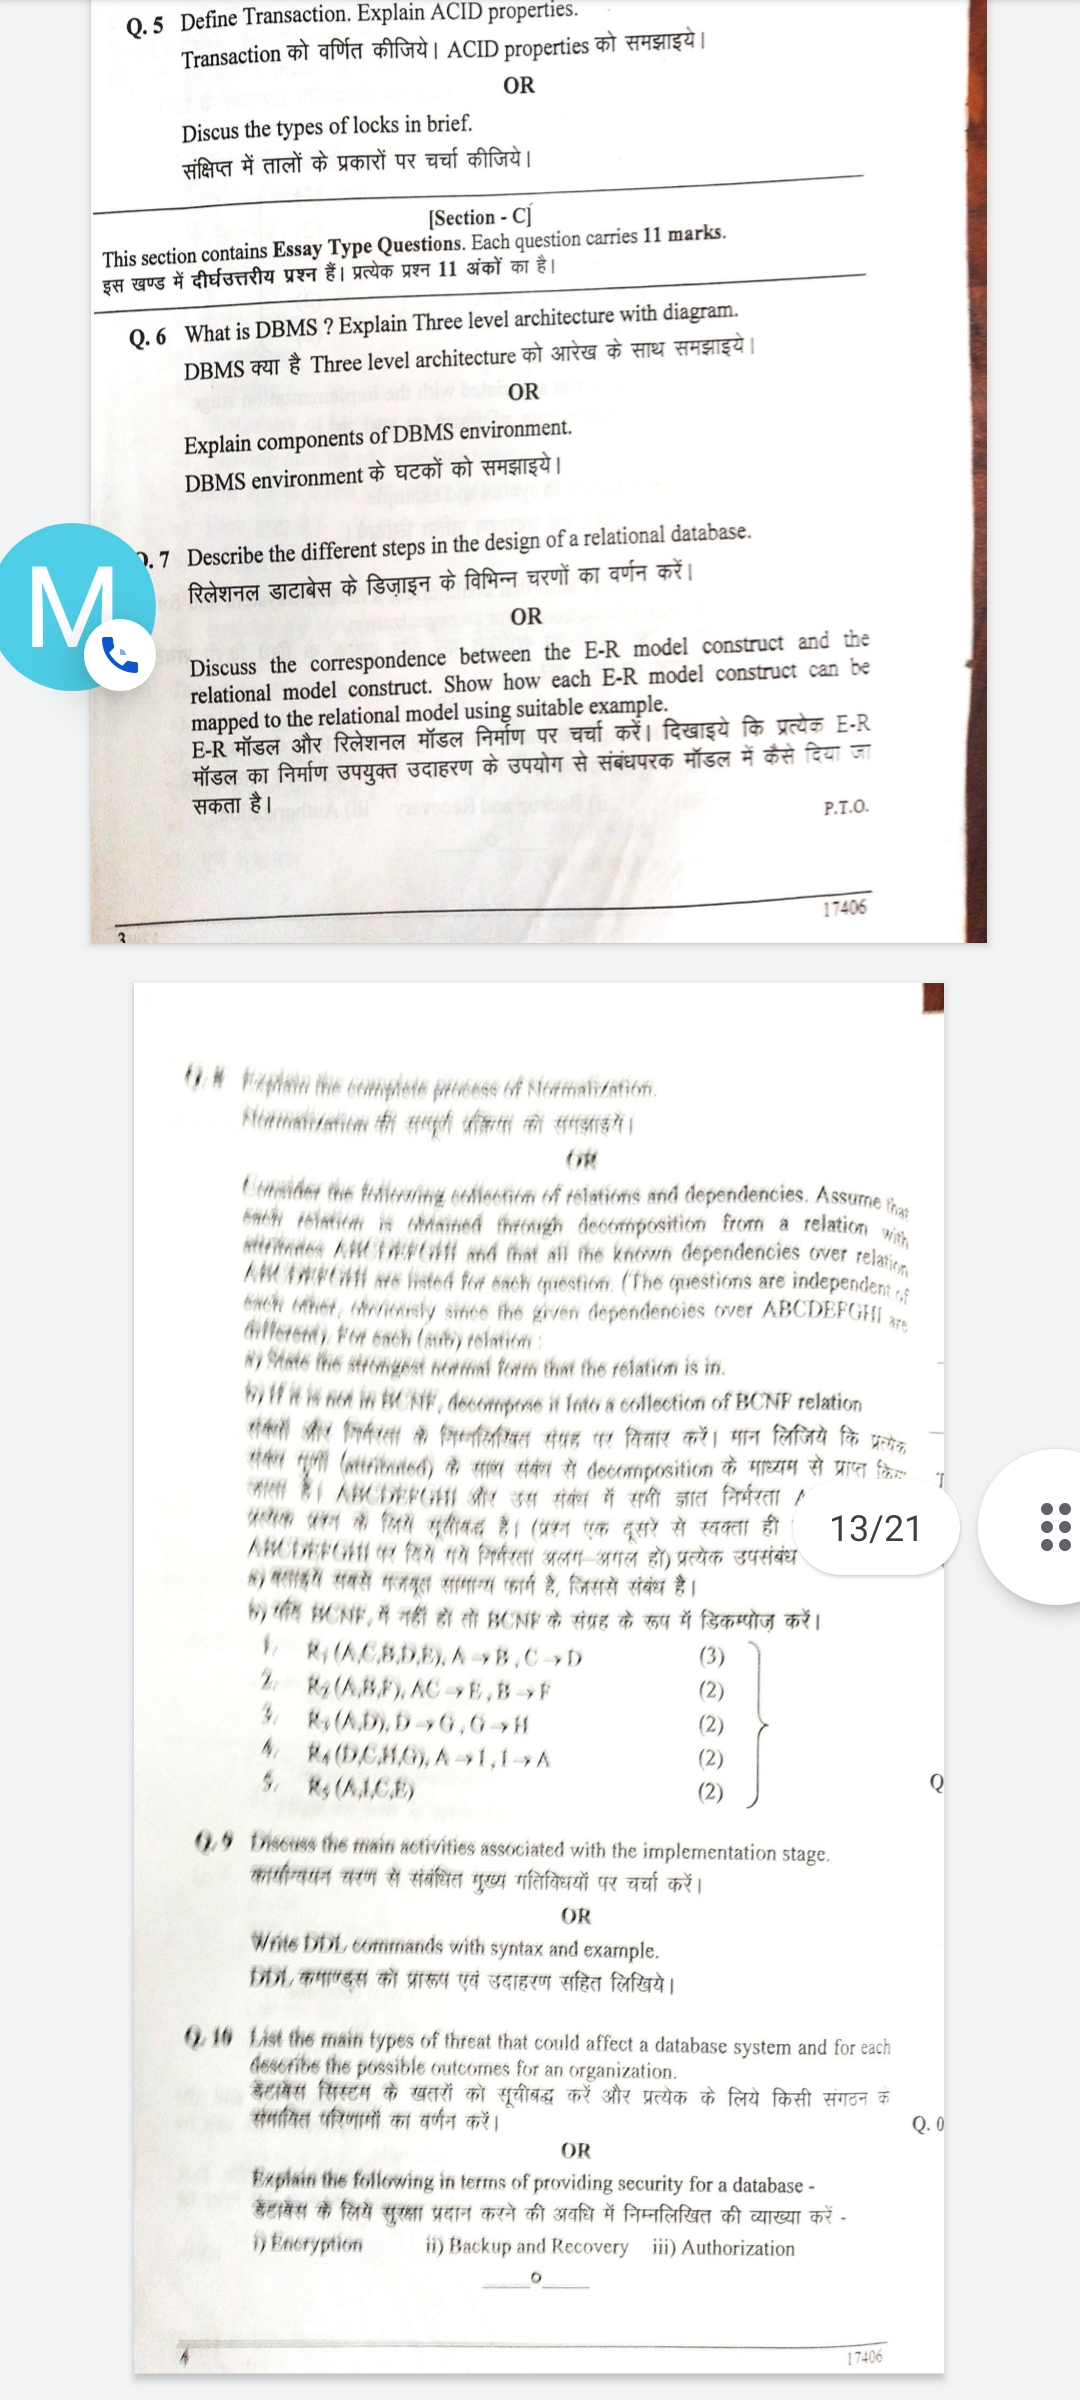 Q. 5 Define Transaction. Explain ACID properties.
Transaction को वर्णित कीजिये। ACID properties को समझाइये।
OR
Discus the types of locks in brief.
संक्षिप्त में तालों के प्रकारों पर चर्चा कीजिये।
[Section - C]
This section contains Essay Type Questions. Each question carries 11 marks.
इस खण्ड में दीर्घउत्तरीय प्रश्न हैं। प्रत्येक प्रश्न 11 अंकों का है।
Q. 6 What is DBMS ? Explain Three level architecture with diagram.
DBMS क्या है Three level architecture को आरेख के साथ समझाइये।
OR
Explain components of DBMS environment.
DBMS environment के घटकों को समझाइये।
M
. 7 Describe the different steps in the design of a relational database.
रिलेशनल डाटाबेस के डिज़ाइन के विभिन्न चरणों का वर्णन करें।
OR
Discuss the correspondence between the E-R model construct and the
relational model construct. Show how each E-R model construct can be
mapped to the relational model using suitable example.
E-R मॉडल और रिलेशनल मॉडल निर्माण पर चर्चा करें। दिखाइये कि प्रत्येक E-R
मॉडल का निर्माण उपयुक्त उदाहरण के उपयोग से संबंधपरक मॉडल में कैसे दिया जा
सकता है।
P.T.O.
17406
3
Q. 8 Explain the complete process of Normalization.
Normalization की सम्पूर्ण प्रक्रिया को समझाइये।
OR
Consider the following collection of relations and dependencies. Assume that
each relation is obtained through decomposition from a relation with
attributes ABCDEFGHI and that all the known dependencies over relation
ABCDEFGHI are listed for each question. (The questions are independent of
each other, obviously since the given dependencies over ABCDEFGHI are
different). For each (sub) relation :
a) State the strongest normal form that the relation is in.
b) If it is not in BCNF, decompose it Into a collection of BCNF relation
संबंधों और निर्भरता के निम्नलिखित संग्रह पर विचार करें। मान लिजिये कि प्रत्येक
संबंध (attributed) के साथ संबंध से decomposition के माध्यम से प्राप्त
जाता है। ABCDEFGHI और उस संबंध में सभी ज्ञात निर्भरता A
प्रत्येक प्रश्न के लिये सूचीबद्ध है। (प्रश्न एक दूसरे से स्वक्ता ही
ABCDEFGHI पर दिये गये निर्भरता अलग-अगल हो) प्रत्येक उपसंबंध
a) बताइये सबसे मजबूत सामान्य फार्म है, जिससे संबंध है।
b) यदि BCNF, में नहीं हो तो BCNF के संग्रह के रूप में डिकम्पोज़ करें।
13/21
1. R₁ (A,C,B,D,E), A → B , C → D (3)
2. R₂ (A,B,F), AC → E , B → F (2)
3. R₃ (A,D), D → G , G → H (2)
4. R₄ (D,C,H,G), A → I , I → A (2)
5. R₅ (A,I,C,E) (2)
Q
Q. 9 Discuss the main activities associated with the implementation stage.
कार्यान्वयन चरण से संबंधित मुख्य गतिविधियों पर चर्चा करें।
OR
Write DDL commands with syntax and example.
DDL कमाण्ड्स को प्रारूप एवं उदाहरण सहित लिखिये।
Q. 10 List the main types of threat that could affect a database system and for each
describe the possible outcomes for an organization.
डेटाबेस सिस्टम के खतरों को सूचीबद्ध करें और प्रत्येक के लिये किसी संगठन के
संभावित परिणामों का वर्णन करें।
Q. 0
OR
Explain the following in terms of providing security for a database -
डेटाबेस के लिये सुरक्षा प्रदान करने की अवधि में निम्नलिखित की व्याख्या करें -
i) Encryption ii) Backup and Recovery iii) Authorization
4
17406